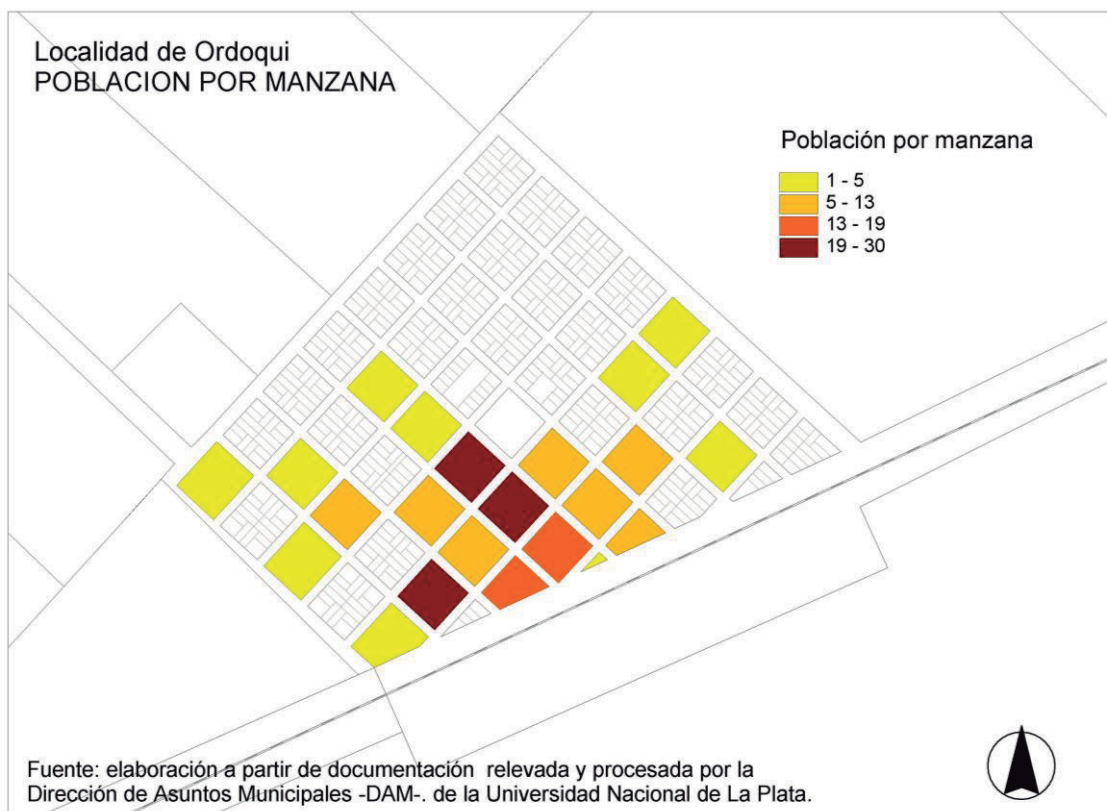 Localidad de Ordoqui
POBLACION POR MANZANA
Población por manzana
1 - 5
5 - 13
13 - 19
19 - 30
Fuente: elaboración a partir de documentación relevada y procesada por la
Dirección de Asuntos Municipales -DAM-. de la Universidad Nacional de La Plata.